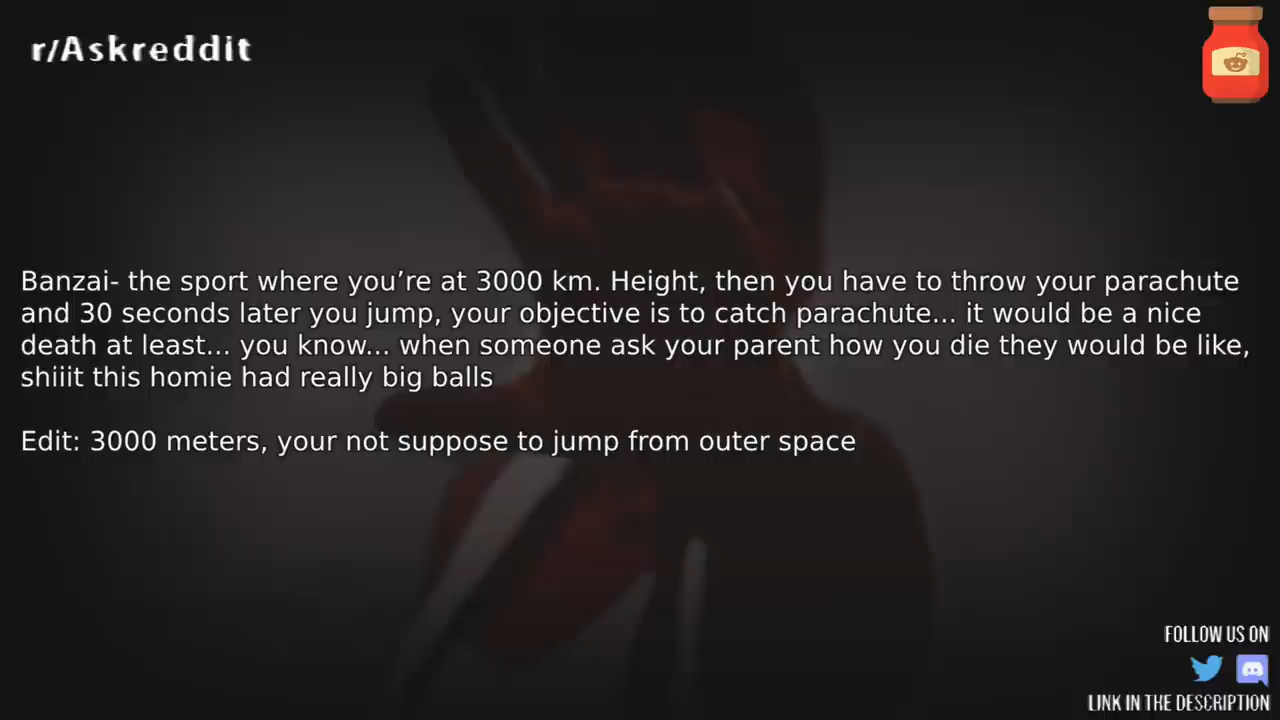 r/Askreddit
Banzai- the sport where you’re at 3000 km. Height, then you have to throw your parachute
and 30 seconds later you jump, your objective is to catch parachute... it would be a nice
death at least... you know... when someone ask your parent how you die they would be like,
shiiit this homie had really big balls
Edit: 3000 meters, your not suppose to jump from outer space
FOLLOW US ON
LINK IN THE DESCRIPTION